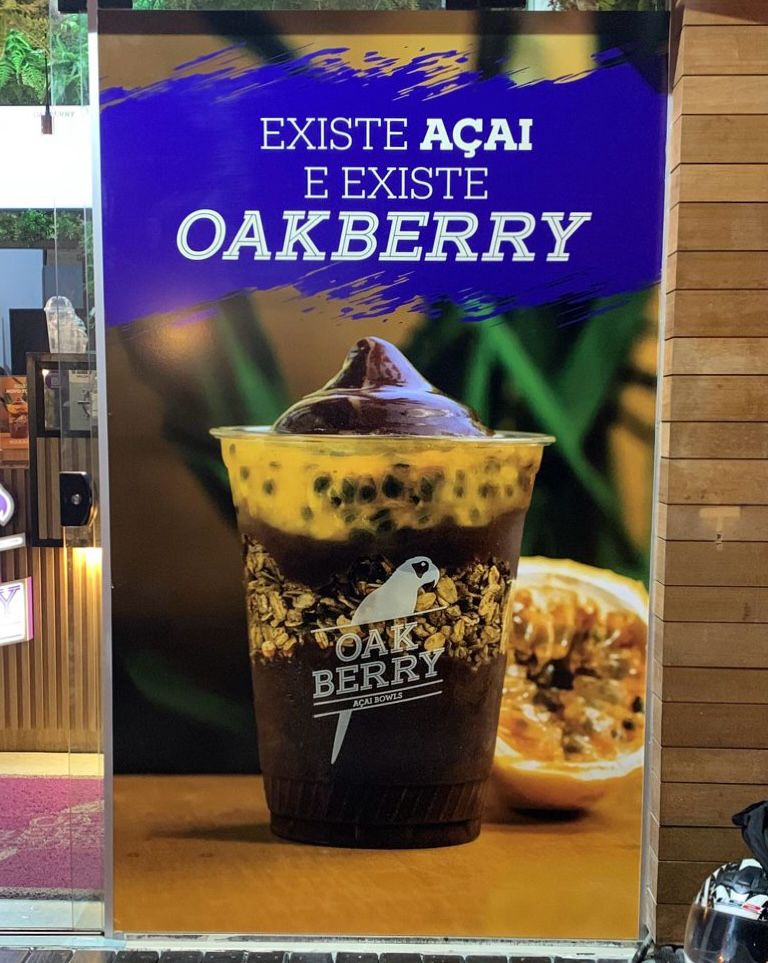 EXISTE AÇAI
E EXISTE
OAKBERRY
OAK
BERRY
AÇAI BOWLS